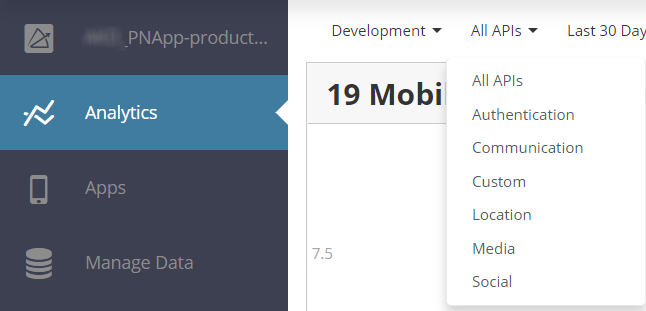 _PNApp-product...
Development
All APIs
Last 30 Day
Analytics
19 Mobi
All APIs
Authentication
Communication
Custom
Location
Media
Social
Apps
Manage Data
7.5